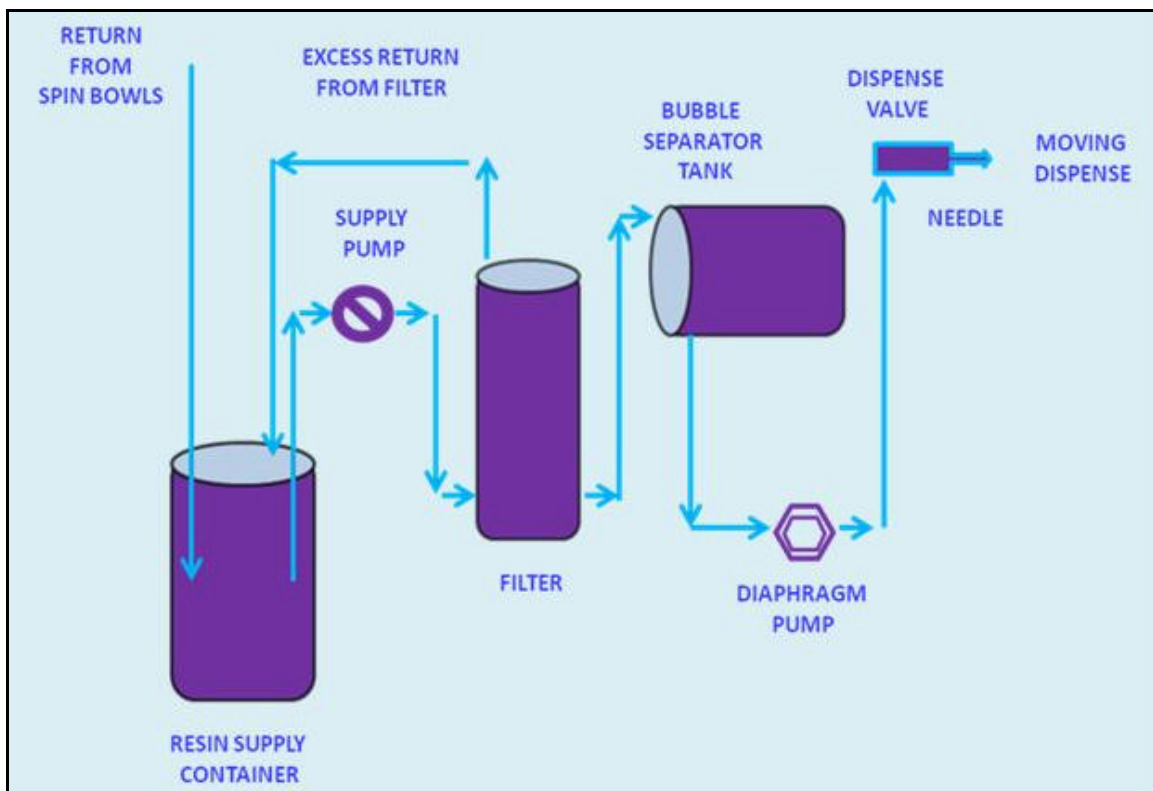 RETURN
FROM
SPIN BOWLS
EXCESS RETURN
FROM FILTER
SUPPLY
PUMP
BUBBLE
SEPARATOR
TANK
DISPENSE
VALVE
MOVING
DISPENSE
NEEDLE
FILTER
DIAPHRAGM
PUMP
RESIN SUPPLY
CONTAINER